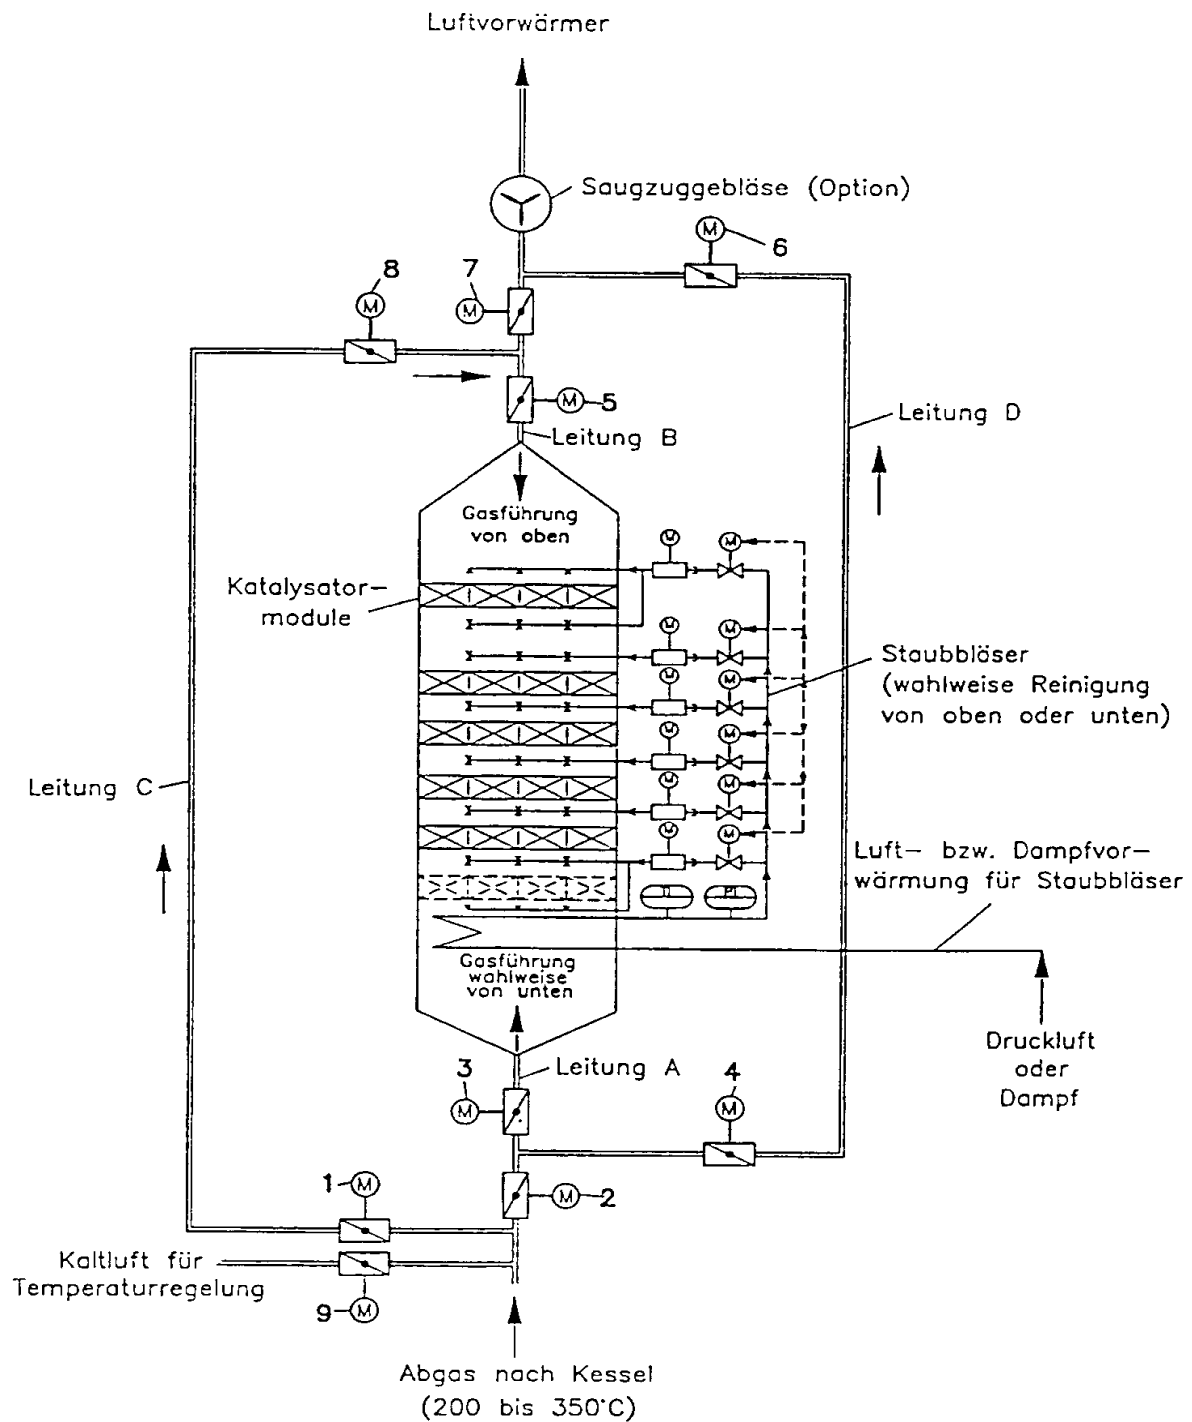 Luftvorwärmer
Saugzuggebläse (Option)
M
6
8
7
M
M
M
5
Leitung B
Leitung D
Gasführung
von oben
M
M
Katalysator-
module
M
M
Staubbläser
(wahlweise Reinigung
von oben oder unten)
M
M
M
M
Leitung C
M
M
M
M
Luft- bzw. Dampfvor-
wärmung für Staubbläser
TI
PI
Gasführung
wahlweise
von unten
Druckluft
oder
Dampf
Leitung A
3
4
M
M
1
M
M
2
Kaltluft für
Temperaturregelung
9
M
Abgas nach Kessel
(200 bis 350°C)